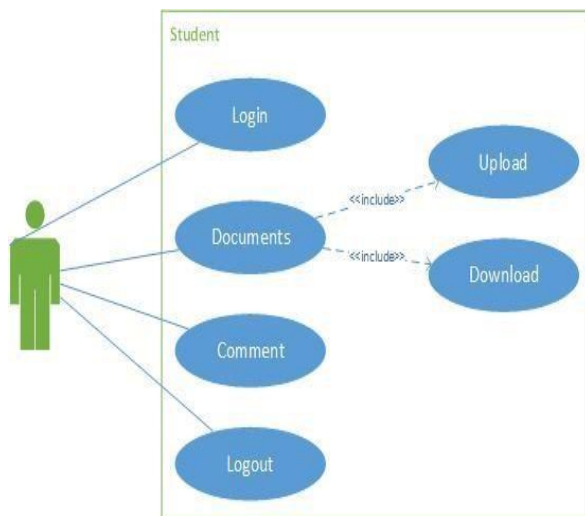 Student
Login
Upload
<<include>>
Documents
<<include>>
Download
Comment
Logout